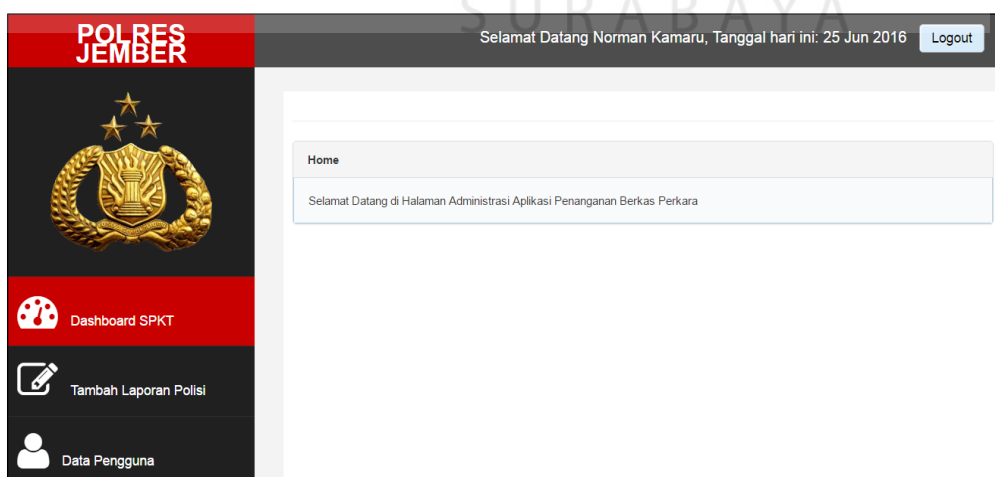 SURABAYA
POLRES
JEMBER
Selamat Datang Norman Kamaru, Tanggal hari ini: 25 Jun 2016
Logout
Home
Selamat Datang di Halaman Administrasi Aplikasi Penanganan Berkas Perkara
Dashboard SPKT
Tambah Laporan Polisi
Data Pengguna